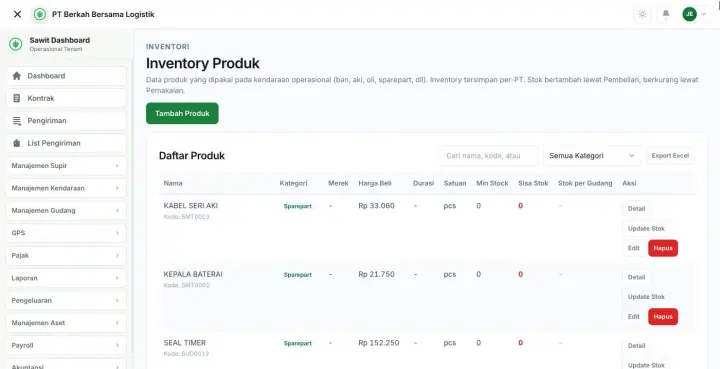 PT Berkah Bersama Logistik
JE
Sawit Dashboard
Operasional Tenant
Dashboard
Kontrak
Pengiriman
List Pengiriman
Manajemen Supir
Manajemen Kendaraan
Manajemen Gudang
GPS
Pajak
Laporan
Pengeluaran
Manajemen Aset
Payroll
Akuntansi
INVENTORI
Inventory Produk
Data produk yang dipakai pada kendaraan operasional (ban, aki, oli, sparepart, dll). Inventory tersimpan per-PT. Stok bertambah lewat Pembelian, berkurang lewat
Pemakaian.
Tambah Produk
Daftar Produk
Cari nama, kode, atau
Semua Kategori
Export Excel
Nama Kategori Merek Harga Beli Durasi Satuan Min Stock Sisa Stok Stok per Gudang Aksi
KABEL SERI AKI Sparepart - Rp 33.060 - pcs 0 0 - Detail
Kode: SMT0003
Update Stok
Edit Hapus
KEPALA BATERAI Sparepart - Rp 21.750 - pcs 0 0 - Detail
Kode: SMT0002
Update Stok
Edit Hapus
SEAL TIMER Sparepart - Rp 152.250 - pcs 0 0 - Detail
Kode: SUD0012
Update Stok